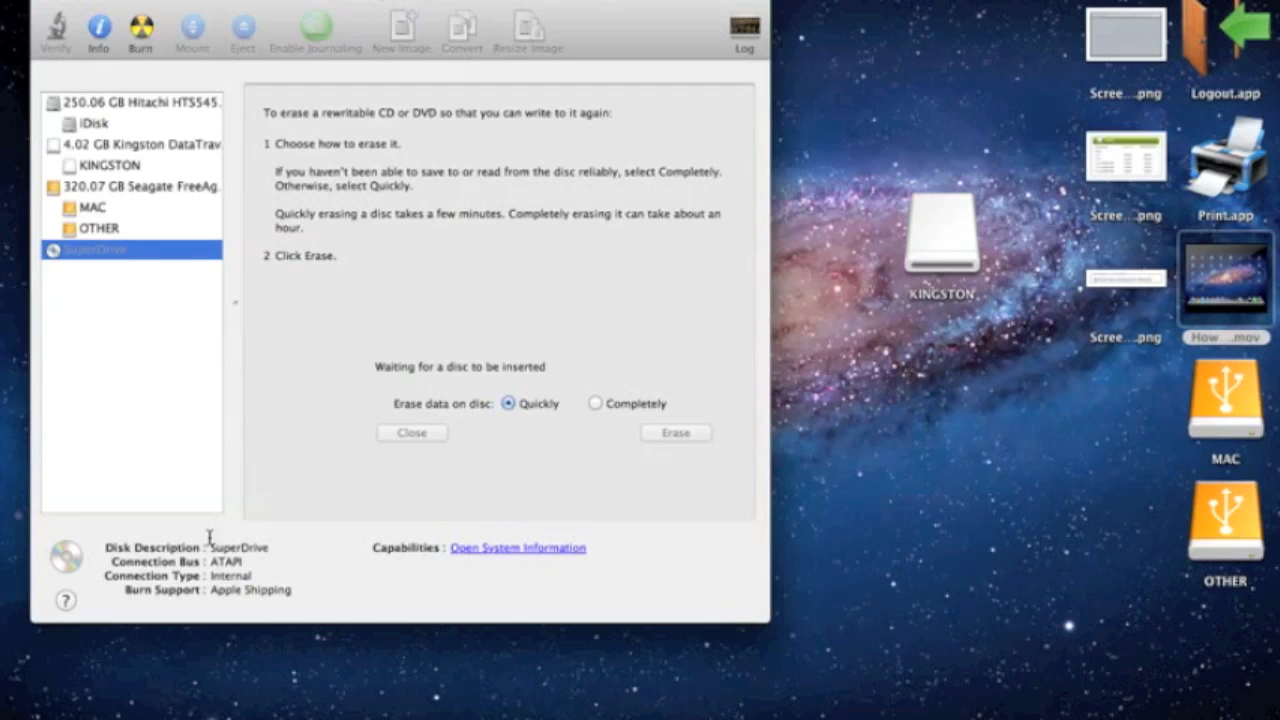 Verify
Info
Burn
Mount
Eject
Enable Journaling
New Image
Convert
Resize Image
Log
250.06 GB Hitachi HTS545.
iDisk
4.02 GB Kingston DataTrav
KINGSTON
320.07 GB Seagate FreeAg.
MAC
OTHER
SuperDrive
To erase a rewritable CD or DVD so that you can write to it again:
1 Choose how to erase it.
If you haven't been able to save to or read from the disc reliably, select Completely.
Otherwise, select Quickly.
Quickly erasing a disc takes a few minutes. Completely erasing it can take about an
hour.
2 Click Erase.
Waiting for a disc to be inserted
Erase data on disc: Quickly Completely
Close
Erase
Disk Description : SuperDrive
Connection Bus : ATAPI
Connection Type : Internal
Burn Support : Apple Shipping
Capabilities : Open System Information
?
KINGSTON
Scree....png
Logout.app
Scree....png
Print.app
Scree....png
How ....mov
MAC
OTHER